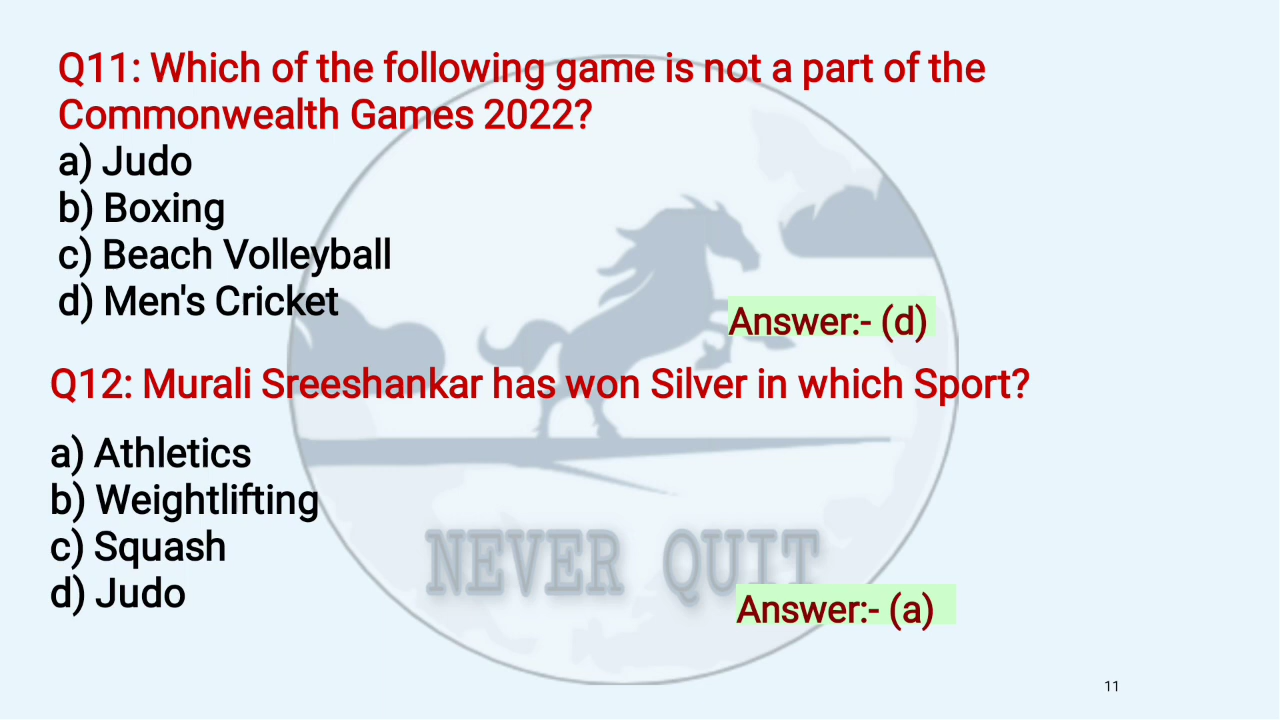 Q11: Which of the following game is not a part of the
Commonwealth Games 2022?
a) Judo
b) Boxing
c) Beach Volleyball
d) Men's Cricket
Answer:- (d)
Q12: Murali Sreeshankar has won Silver in which Sport?
a) Athletics
b) Weightlifting
c) Squash
d) Judo
NEVER QUIT
Answer:- (a)
11